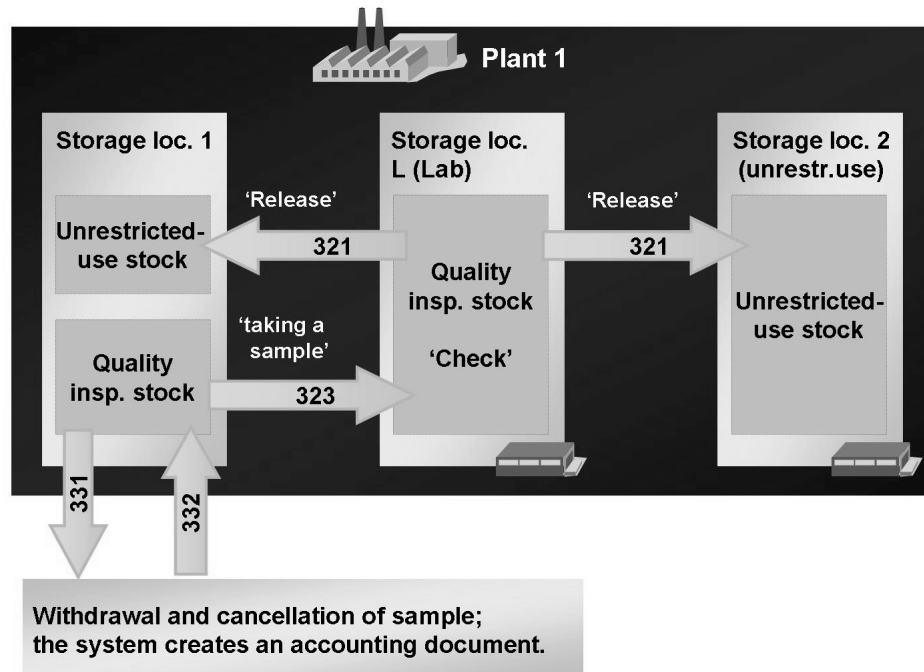 Plant 1
Storage loc. 1
Unrestricted-
use stock
Quality
insp. stock
‘Release’
321
‘taking a
sample’
323
Storage loc.
L (Lab)
Quality
insp. stock
‘Check’
‘Release’
321
Storage loc. 2
(unrestr.use)
Unrestricted-
use stock
331
332
Withdrawal and cancellation of sample;
the system creates an accounting document.